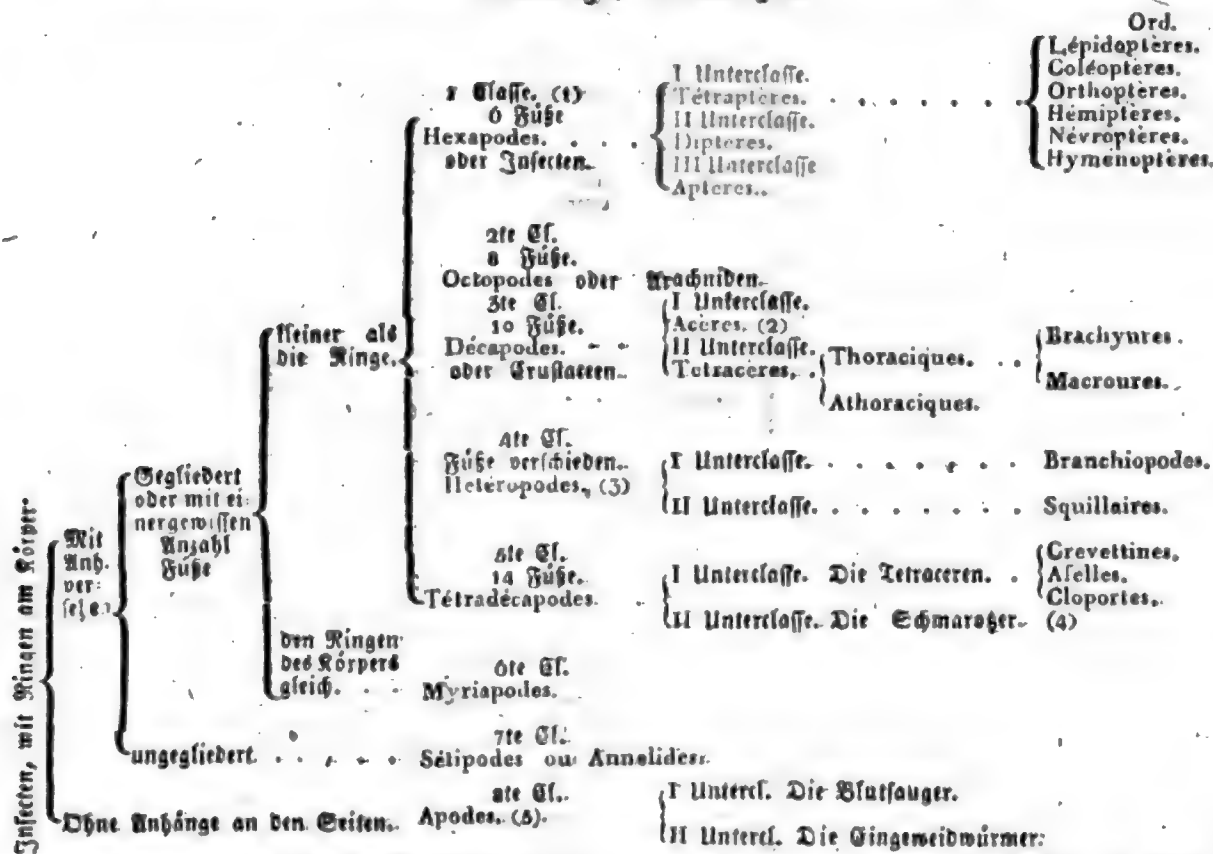 Insecten, mit Ringen am Körper.
Mit
Anh.
ver:
sehen
Gegliedert
oder mit ei:
nergewissen
Anzahl
Füße
kleiner als
die Ringe.
1 Classe. (1)
6 Füße
Hexapodes. . . .
oder Insecten.
I Unterclasse.
Tétraptères. . . . . . . .
II Unterclasse.
Diptères.
III Unterclasse
Aptères.
Ord.
Lépidoptères.
Coléoptères.
Orthoptères.
Hémiptères.
Névroptères.
Hyménoptères.
2te Cl.
8 Füße.
Octopodes oder Arachniden.
3te Cl.
10 Füße.
Décapodes. - -
oder Crustaceen.
I Unterclasse.
Acères. (2)
II Unterclasse.
Tetracères.
Thoraciques. . .
Brachyures.
Macroures.
Athoraciques.
4te Cl.
Füße verschieden.
Hétéropodes. (3)
I Unterclasse. . . . . . . Branchiopodes.
II Unterclasse. . . . . . . Squillaires.
5te Cl.
14 Füße.
Tétradécapodes.
I Unterclasse. Die Tetraceren. .
Crevettines.
Aselles.
Cloportes.
II Unterclasse. Die Schmarotzer. (4)
den Ringen
des Körpers
gleich. . .
6te Cl.
Myriapodes.
ungegliedert. . . . . .
7te Cl.
Sétipodes ou Annelides.
Ohne Anhänge an den Seiten.
8te Cl.
Apodes. (5).
I Untercl. Die Blutsauger.
II Untercl. Die Eingeweidwürmer.